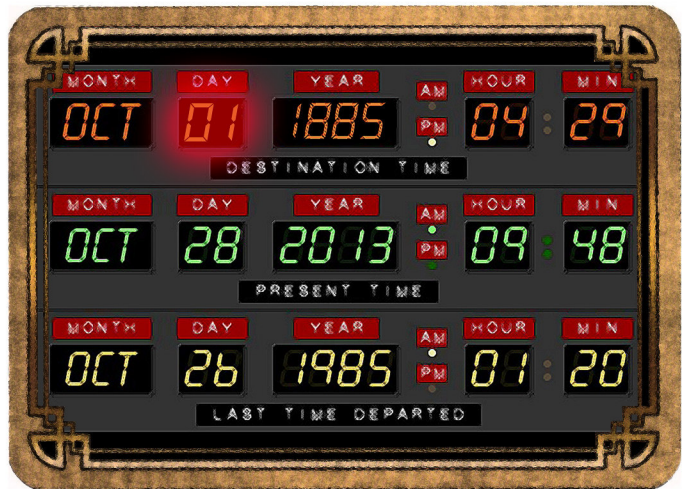 MONTH DAY YEAR AM HOUR MIN
OCT 01 1885 PM 04 : 29
DESTINATION TIME
MONTH DAY YEAR AM HOUR MIN
OCT 28 2013 PM 09 : 48
PRESENT TIME
MONTH DAY YEAR AM HOUR MIN
OCT 26 1985 PM 01 : 20
LAST TIME DEPARTED